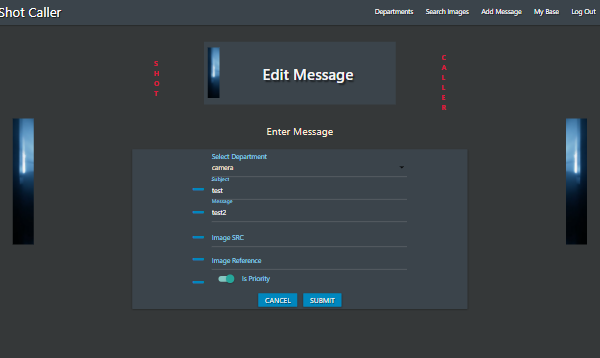 Shot Caller
Departments Search Images Add Message My Base Log Out
SHOT
Edit Message
CALLER
Enter Message
Select Department
camera
Subject
test
Message
test2
Image SRC
Image Reference
Is Priority
CANCEL SUBMIT